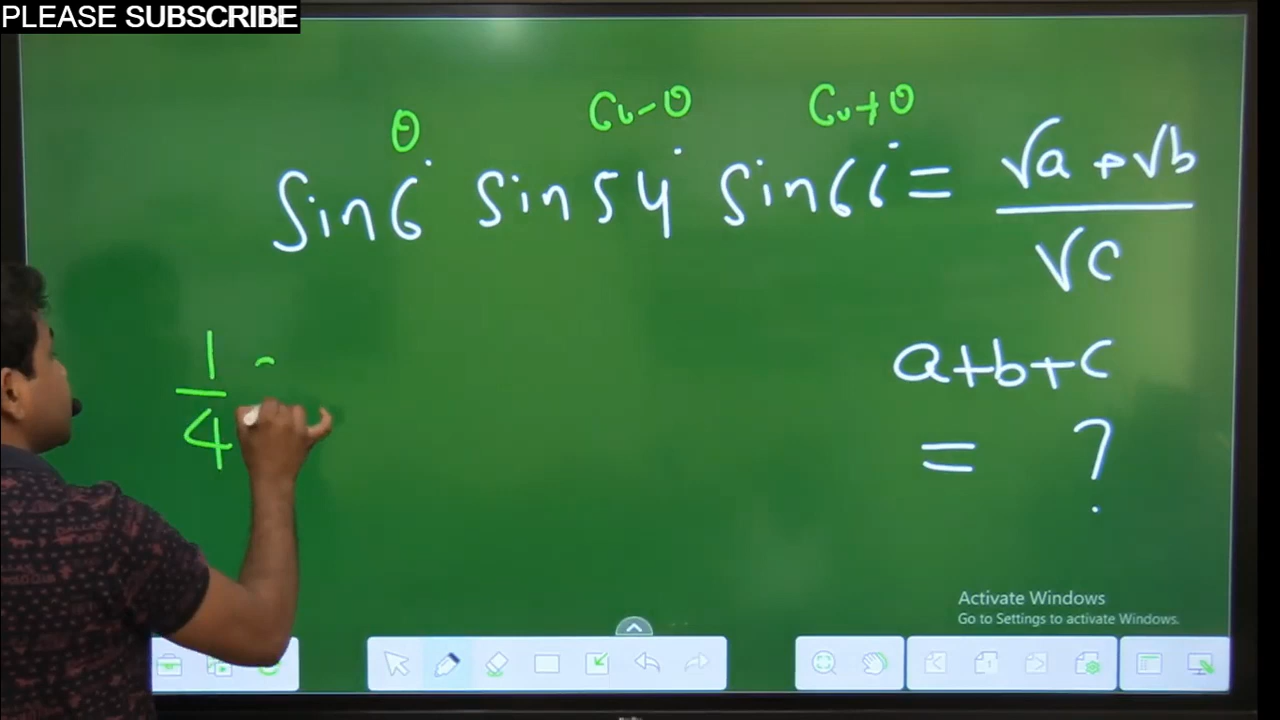 PLEASE SUBSCRIBE
θ 60-θ 60+θ
Sin6° Sin54° Sin66° = √a + √b / √c
1/4
a+b+c
= ?
Activate Windows
Go to Settings to activate Windows.